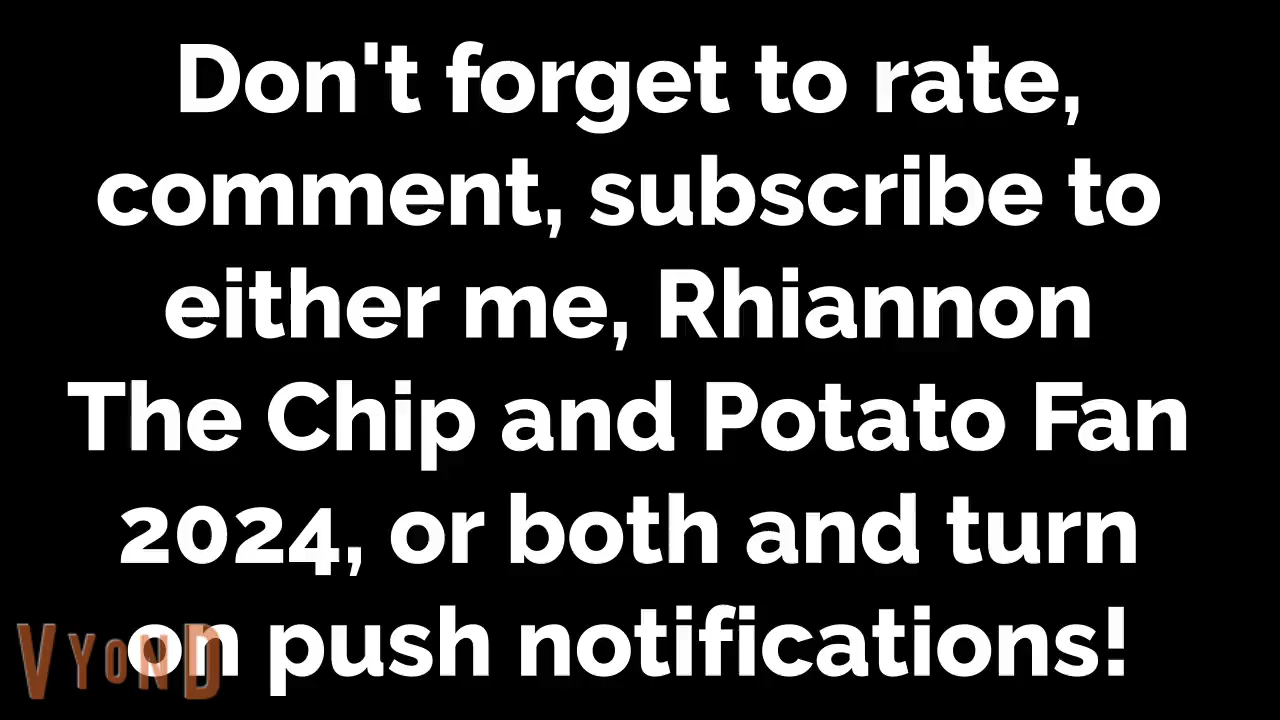 Don't forget to rate,
comment, subscribe to
either me, Rhiannon
The Chip and Potato Fan
2024, or both and turn
on push notifications!
VYOND